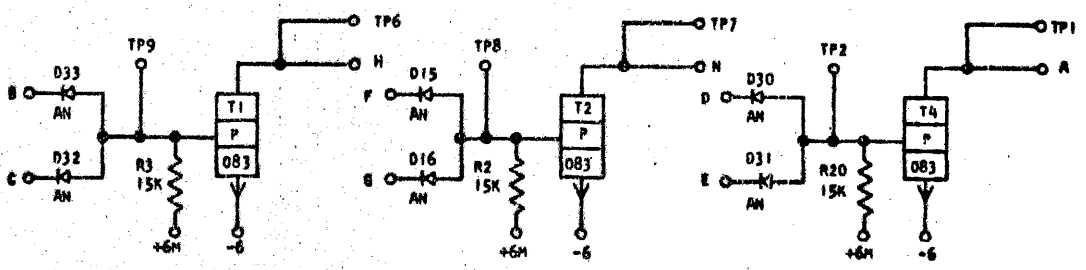 TP9
TP6
H
D33
B
AN
T1
P
083
D32
C
AN
R3
15K
+6M
-6
TP8
TP7
N
D15
F
AN
T2
P
083
D16
G
AN
R2
15K
+6M
-6
TP2
TP1
A
D30
D
AN
T4
P
083
D31
E
AN
R20
15K
+6M
-6